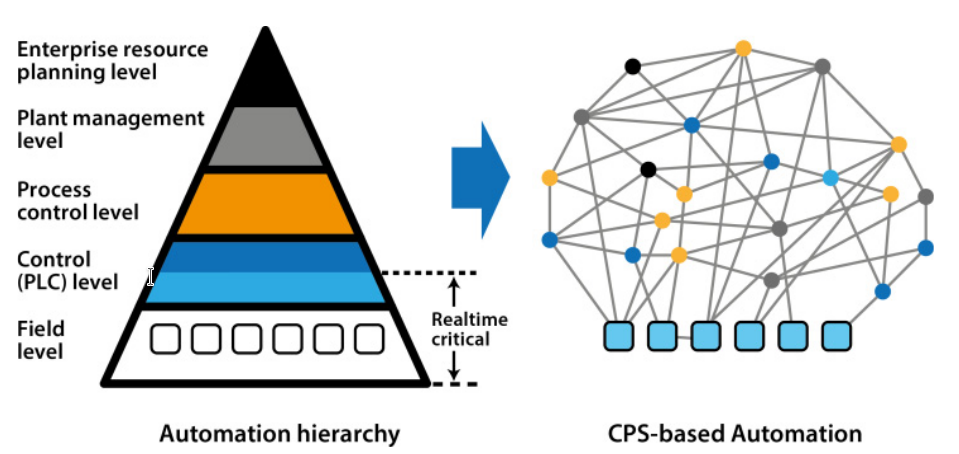 Enterprise resource
planning level
Plant management
level
Process
control level
Control
(PLC) level
Field
level
Realtime
critical
Automation hierarchy
CPS-based Automation